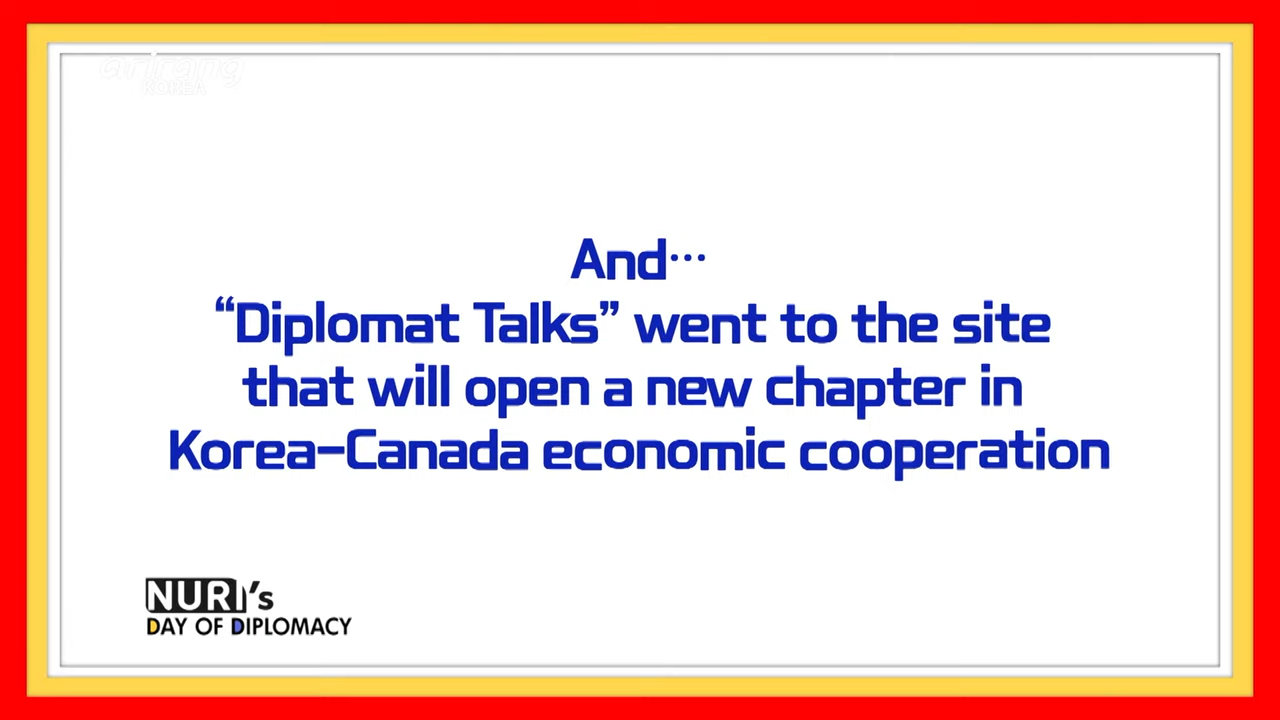 arirang
KOREA
And…
“Diplomat Talks” went to the site
that will open a new chapter in
Korea-Canada economic cooperation
NURI's
DAY OF DIPLOMACY